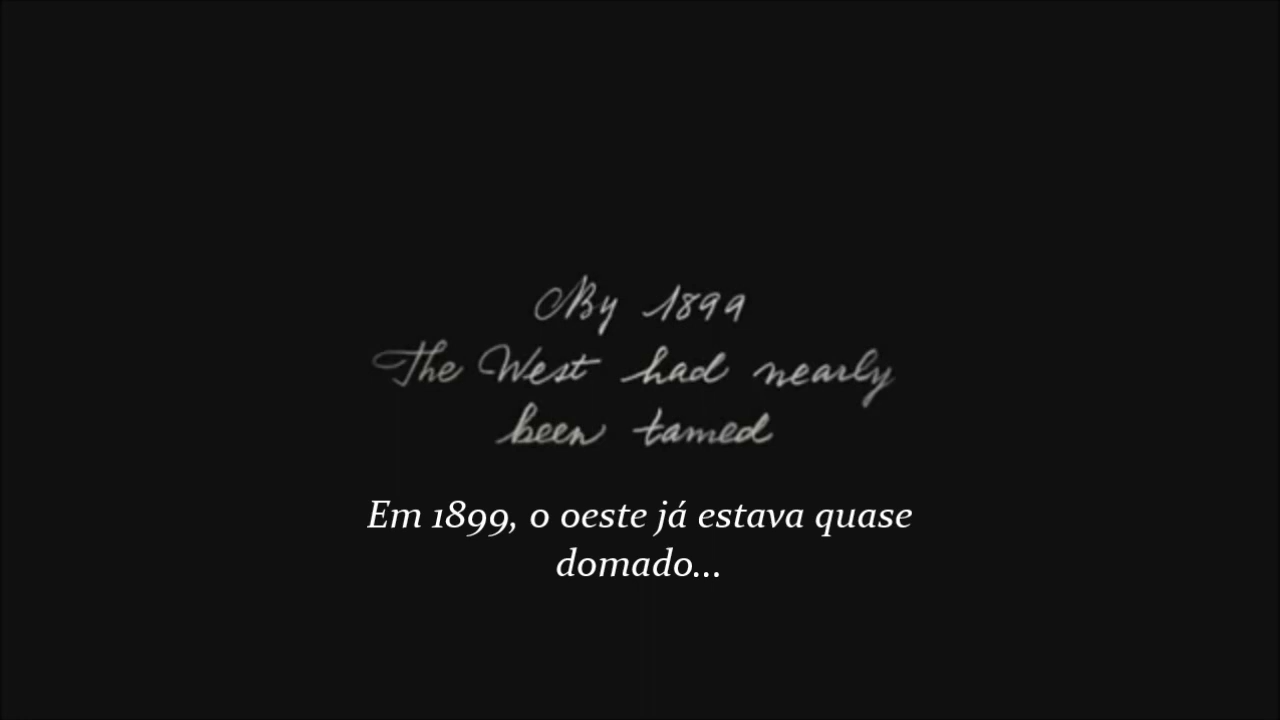 By 1899
The West had nearly
been tamed
Em 1899, o oeste já estava quase
domado...